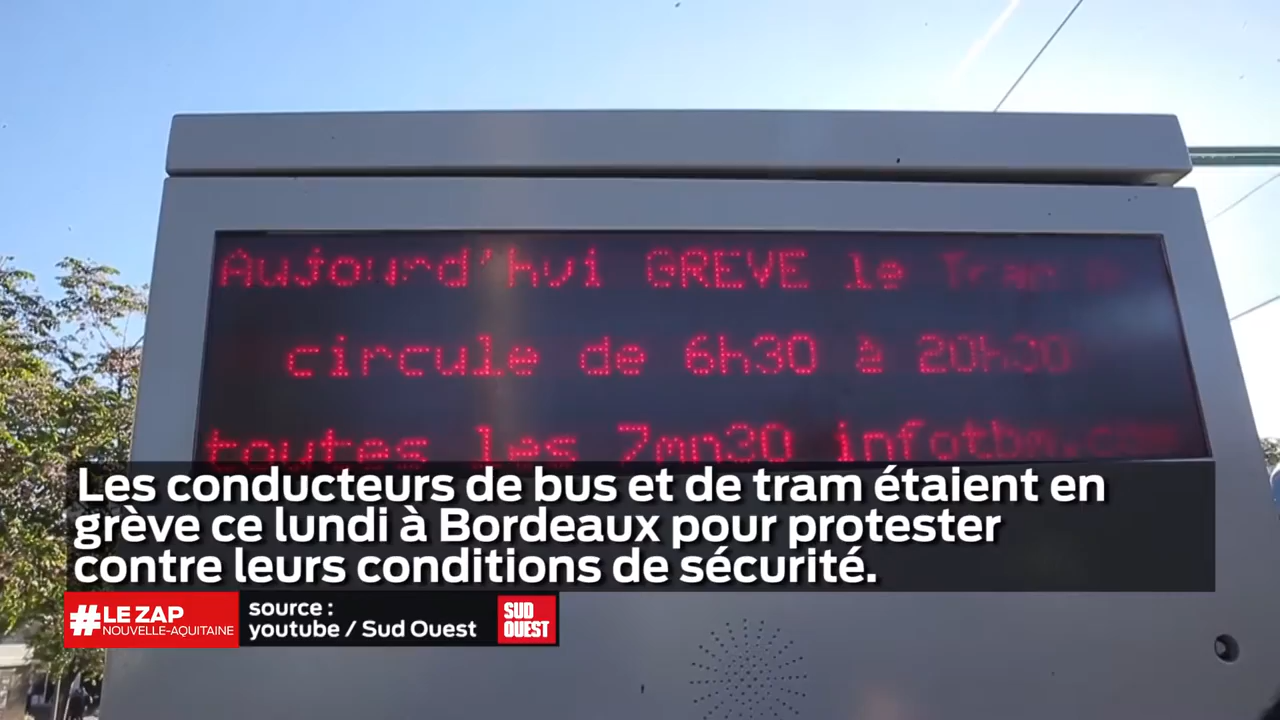 Aujourd'hui GREVE le Tram
circule de 6h30 à 20h30
toutes les 7mn30 infotbm.com
Les conducteurs de bus et de tram étaient en
grève ce lundi à Bordeaux pour protester
contre leurs conditions de sécurité.
#LE ZAP
NOUVELLE-AQUITAINE
source :
youtube / Sud Ouest
SUD
OUEST